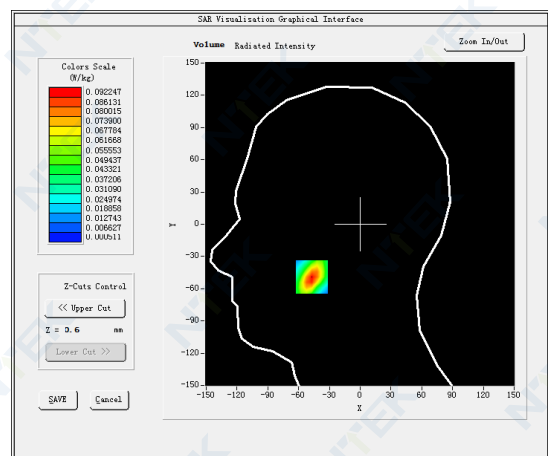 SAR Visualisation Graphical Interface
Volume Radiated Intensity
Zoom In/Out
Colors Scale
(W/kg)
0.092247
0.086131
0.080015
0.073900
0.067784
0.061668
0.055553
0.049437
0.043321
0.037206
0.031090
0.024974
0.018858
0.012743
0.006627
0.000511
Z-Cuts Control
<< Upper Cut
Z = 0.6 mm
Lower Cut >>
SAVE Cancel
150
120
90
60
30
0
-30
-60
-90
-120
-150
Y
-150 -120 -90 -60 -30 0 30 60 90 120 150
X
NTEK